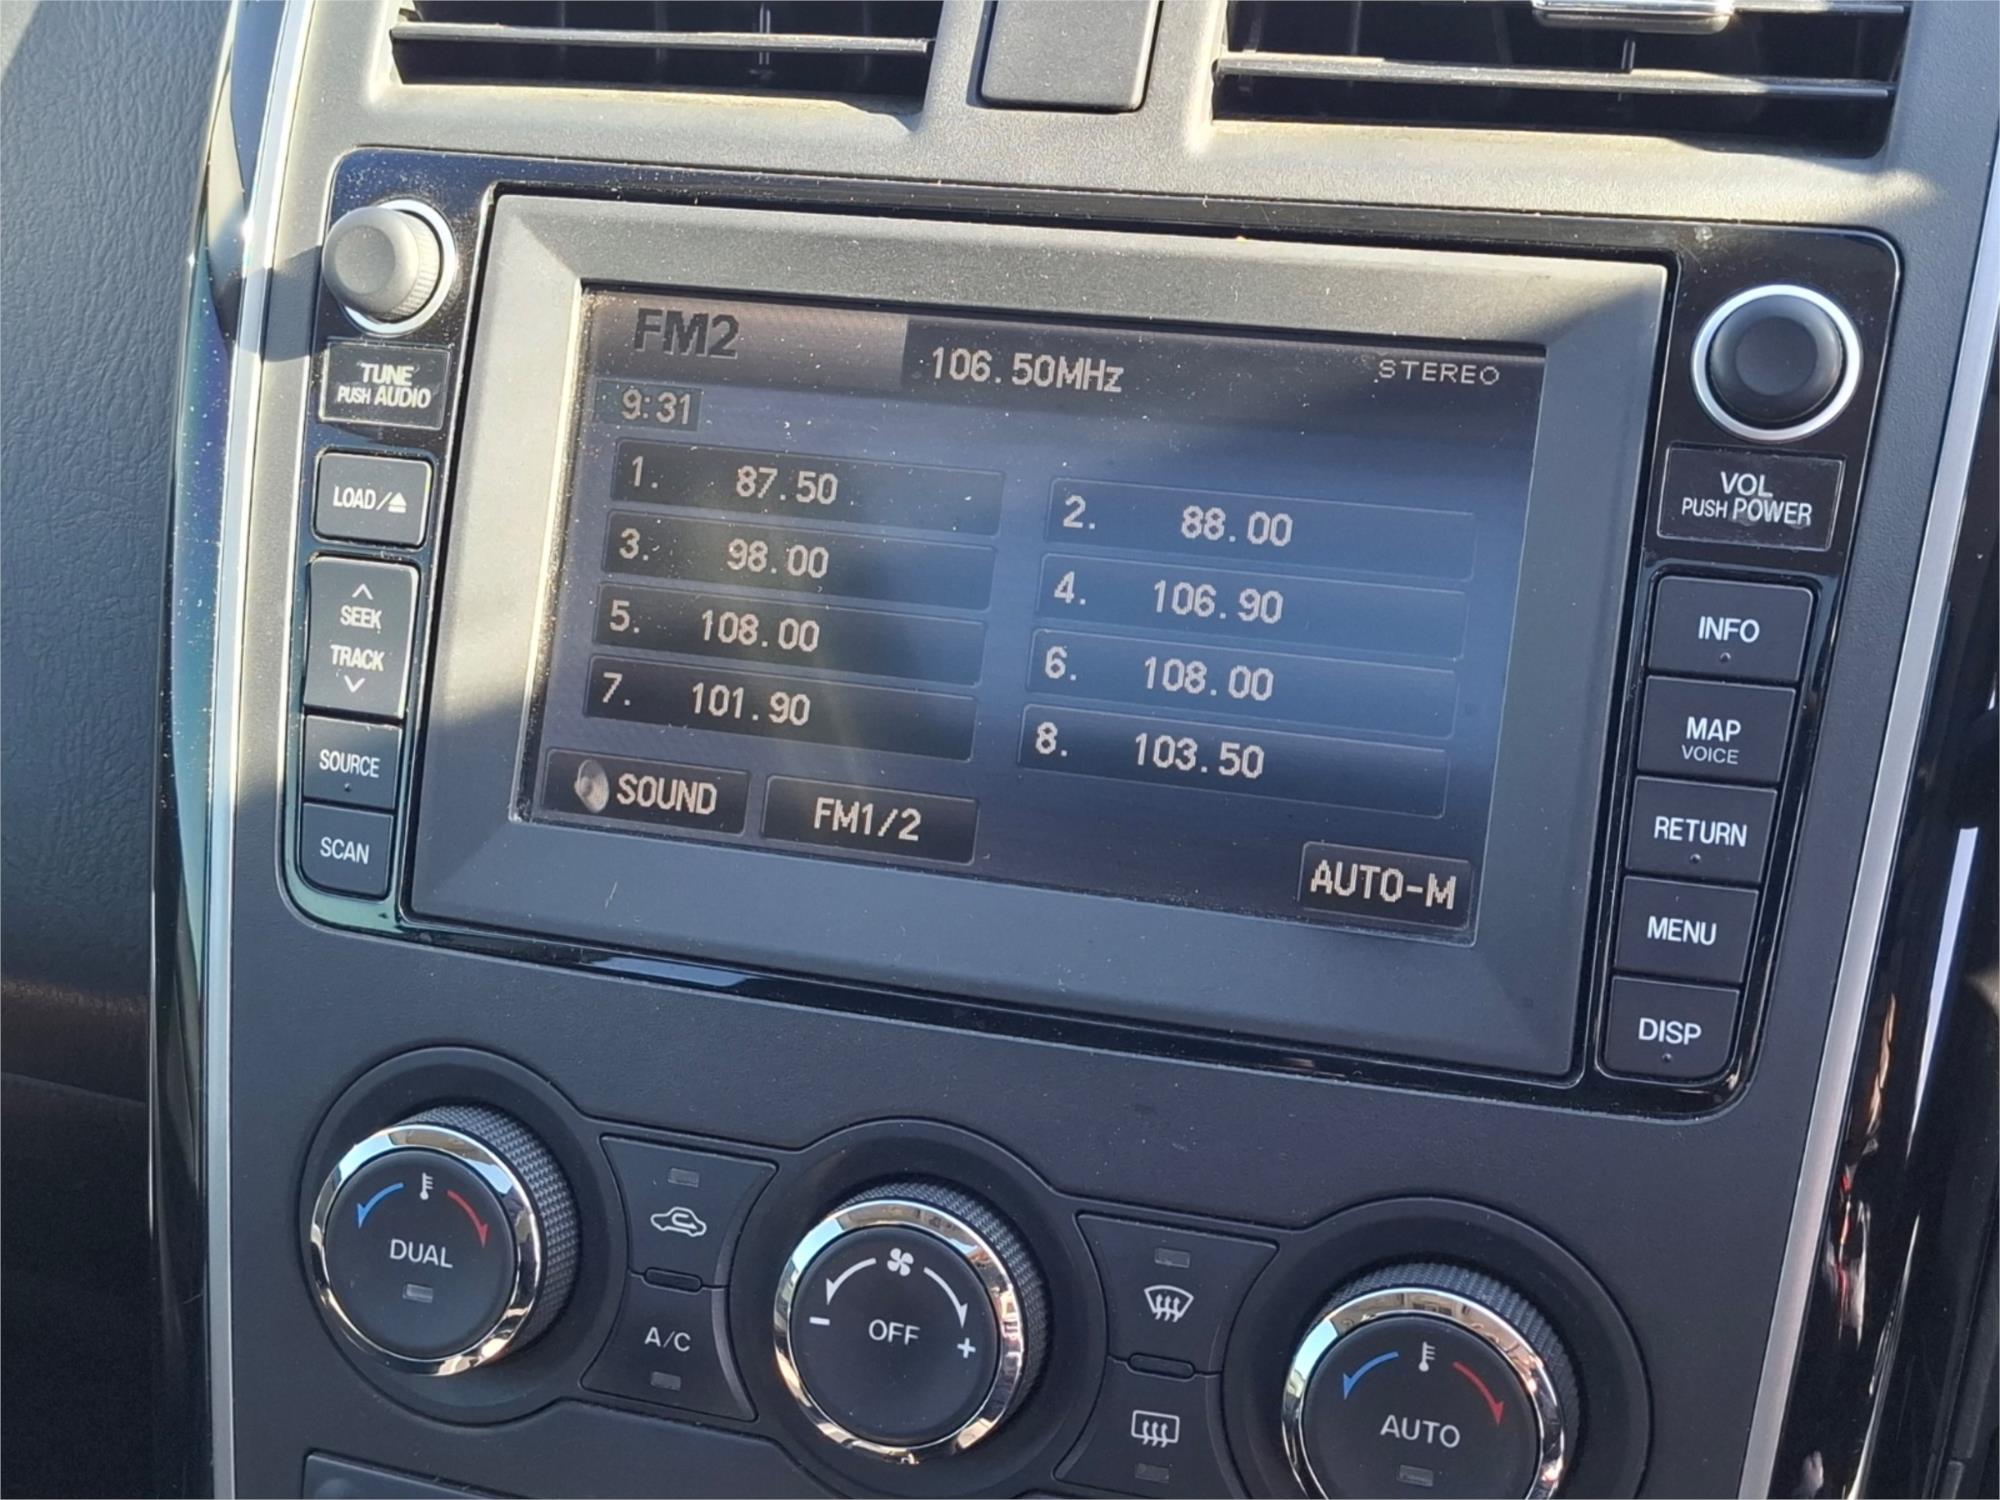 FM2
106.50MHz
STEREO
9:31
1. 87.50
2. 88.00
3. 98.00
4. 106.90
5. 108.00
6. 108.00
7. 101.90
8. 103.50
SOUND
FM1/2
AUTO-M
TUNE
PUSH AUDIO
LOAD/⏏
SEEK
TRACK
SOURCE
SCAN
VOL
PUSH POWER
INFO
MAP
VOICE
RETURN
MENU
DISP
DUAL
A/C
OFF
- +
AUTO